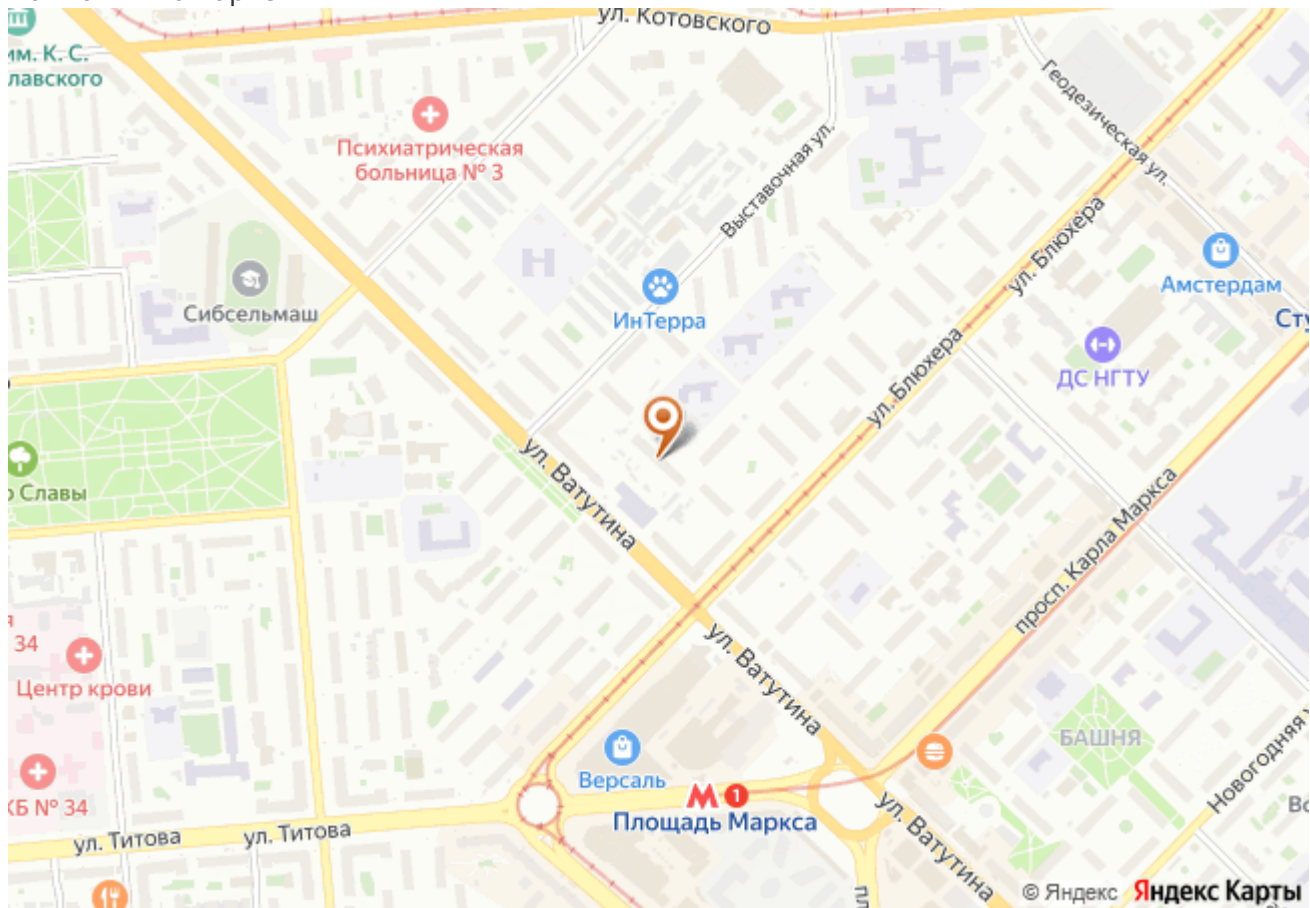 ул. Котовского
им. К. С.
лавского
Геодезическая ул.
Психиатрическая
больница № 3
Выставочная ул.
ул. Блюхера
Амстердам
Сибсельмаш
ИнТерра
Сту
ул. Блюхера
ДС НГТУ
ул. Ватутина
о Славы
просп. Карла Маркса
34
Центр крови
ул. Ватутина
БАШНЯ
Новогодняя
Версаль
КБ № 34
М 1
Площадь Маркса
ул. Титова
ул. Титова
ул. Ватутина
пл
© Яндекс Яндекс Карты